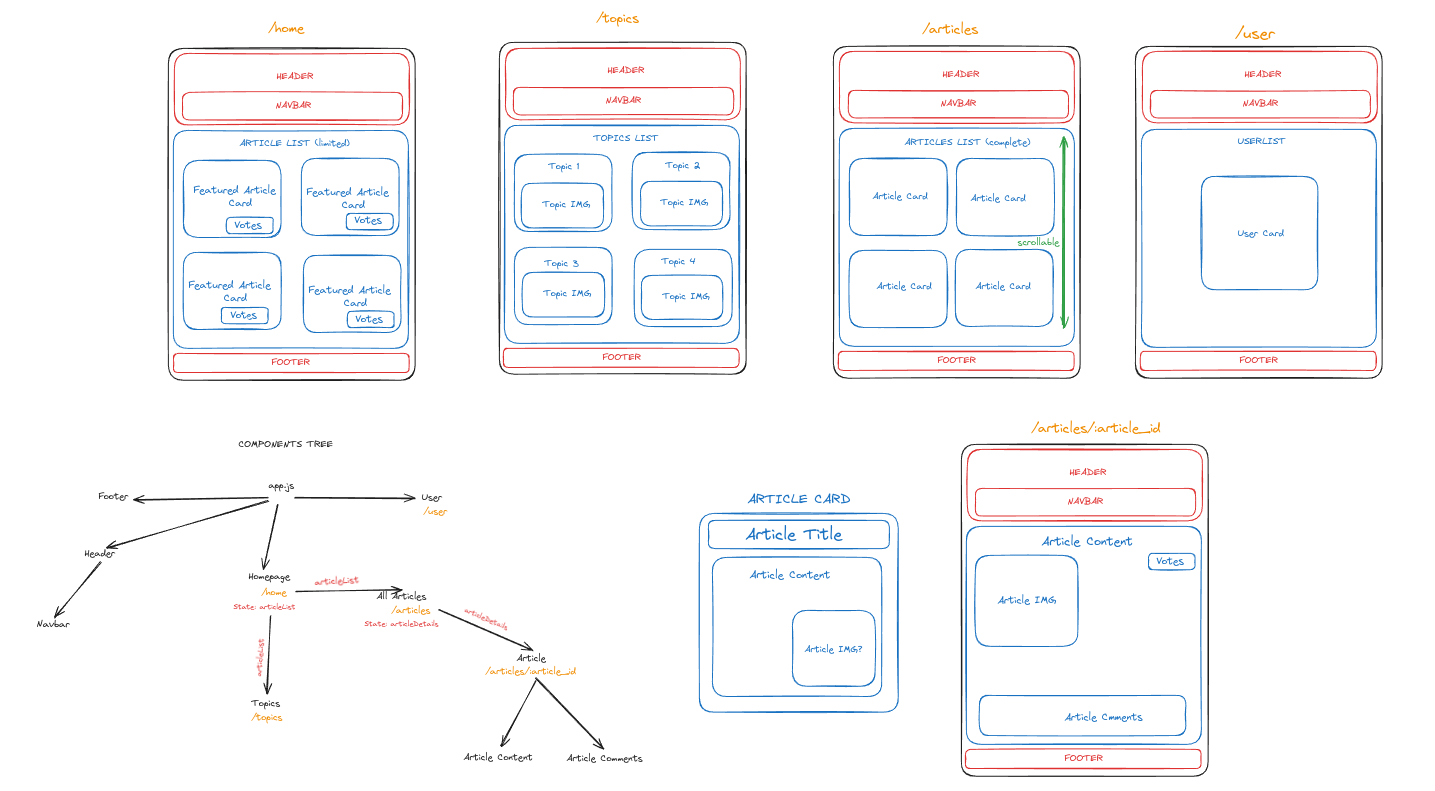 /home
HEADER
NAVBAR
ARTICLE LIST (limited)
Featured Article
Card
Votes
Featured Article
Card
Votes
Featured Article
Card
Votes
Featured Article
Card
Votes
FOOTER
/topics
HEADER
NAVBAR
TOPICS LIST
Topic 1
Topic IMG
Topic 2
Topic IMG
Topic 3
Topic IMG
Topic 4
Topic IMG
FOOTER
/articles
HEADER
NAVBAR
ARTICLES LIST (complete)
Article Card
Article Card
scrollable
Article Card
Article Card
FOOTER
/user
HEADER
NAVBAR
USERLIST
User Card
FOOTER
COMPONENTS TREE
app.js
Footer
User
/user
Header
Navbar
Homepage
/home
State: articleList
articleList
All Articles
/articles
State: articleDetails
articleList
Topics
/topics
articleDetails
Article
/articles/:article_id
Article Content
Article Comments
ARTICLE CARD
Article Title
Article Content
Article IMG?
/articles/:article_id
HEADER
NAVBAR
Article Content
Votes
Article IMG
Article Cmments
FOOTER